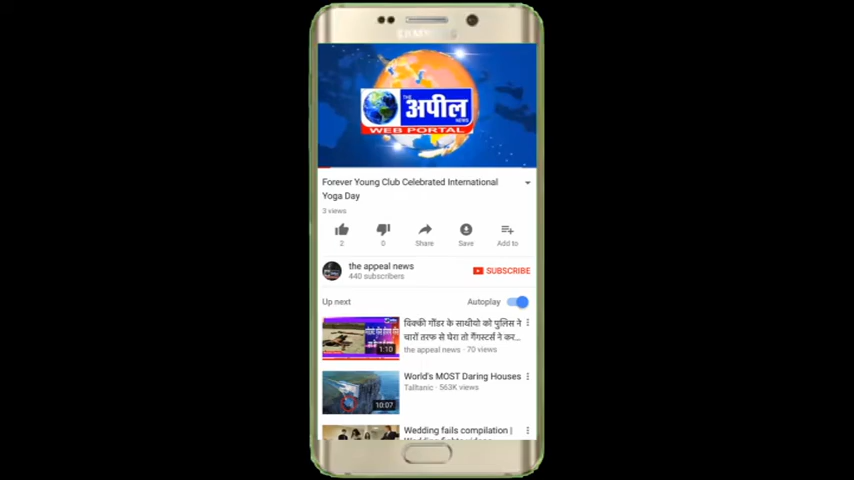 THE
अपील
NEWS
WEB PORTAL
Forever Young Club Celebrated International
Yoga Day
3 views
2
0
Share
Save
Add to
the appeal news
440 subscribers
SUBSCRIBE
Up next
Autoplay
विक्की गौंडर के साथीयो को पुलिस ने
चारों तरफ से घेरा तो गैंगस्टर्स ने कर...
the appeal news · 70 views
1:10
World's MOST Daring Houses
Talltanic · 563K views
10:07
Wedding fails compilation |